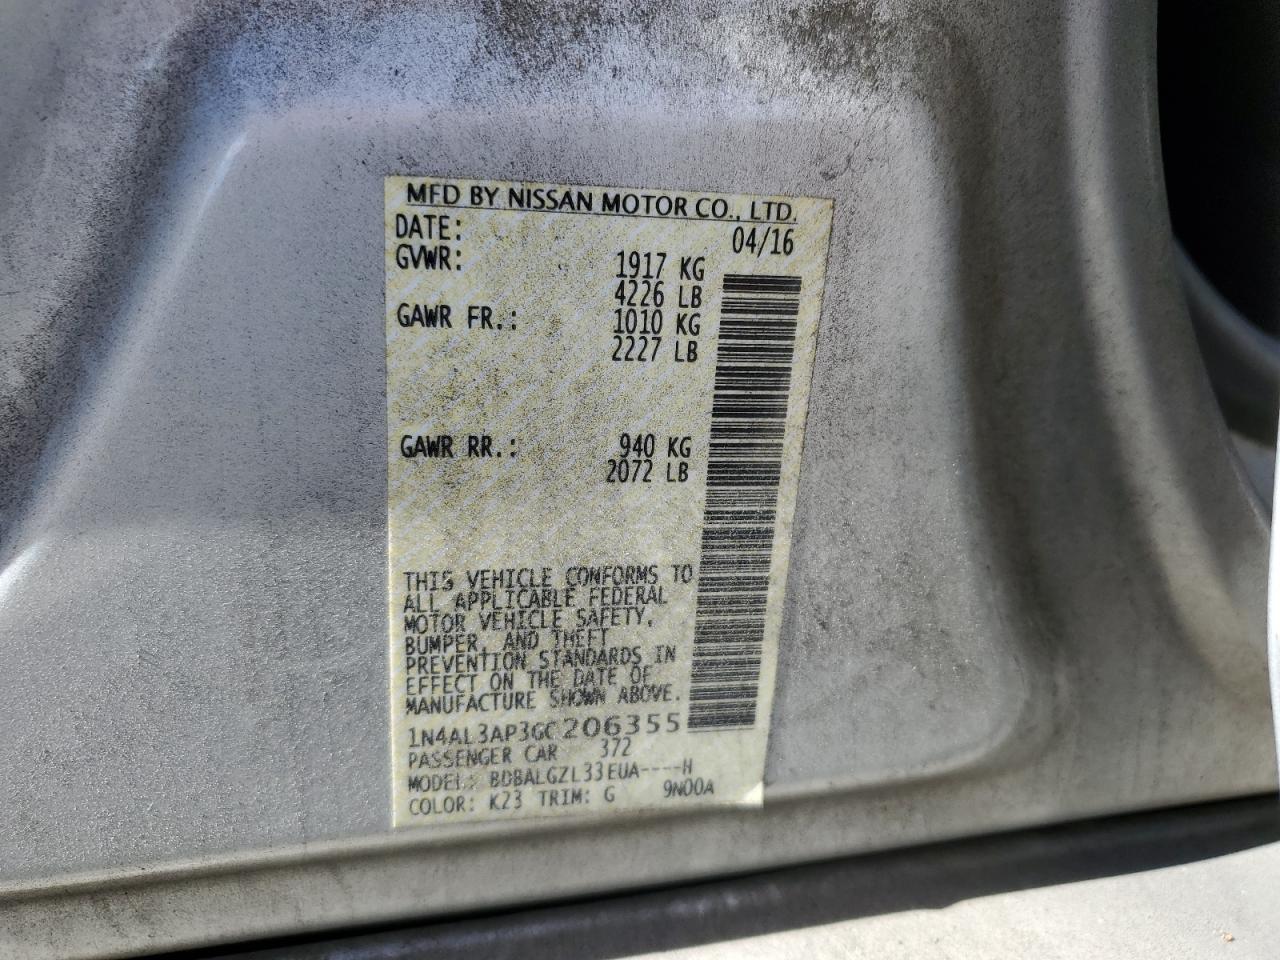 MFD BY NISSAN MOTOR CO., LTD.
DATE: 04/16
GVWR: 1917 KG
4226 LB
GAWR FR.: 1010 KG
2227 LB
GAWR RR.: 940 KG
2072 LB
THIS VEHICLE CONFORMS TO
ALL APPLICABLE FEDERAL
MOTOR VEHICLE SAFETY,
BUMPER, AND THEFT
PREVENTION STANDARDS IN
EFFECT ON THE DATE OF
MANUFACTURE SHOWN ABOVE.
1N4AL3AP3GC206355
PASSENGER CAR 372
MODEL: BDBALGZL33EUA----H
COLOR: K23 TRIM: G 9N00A